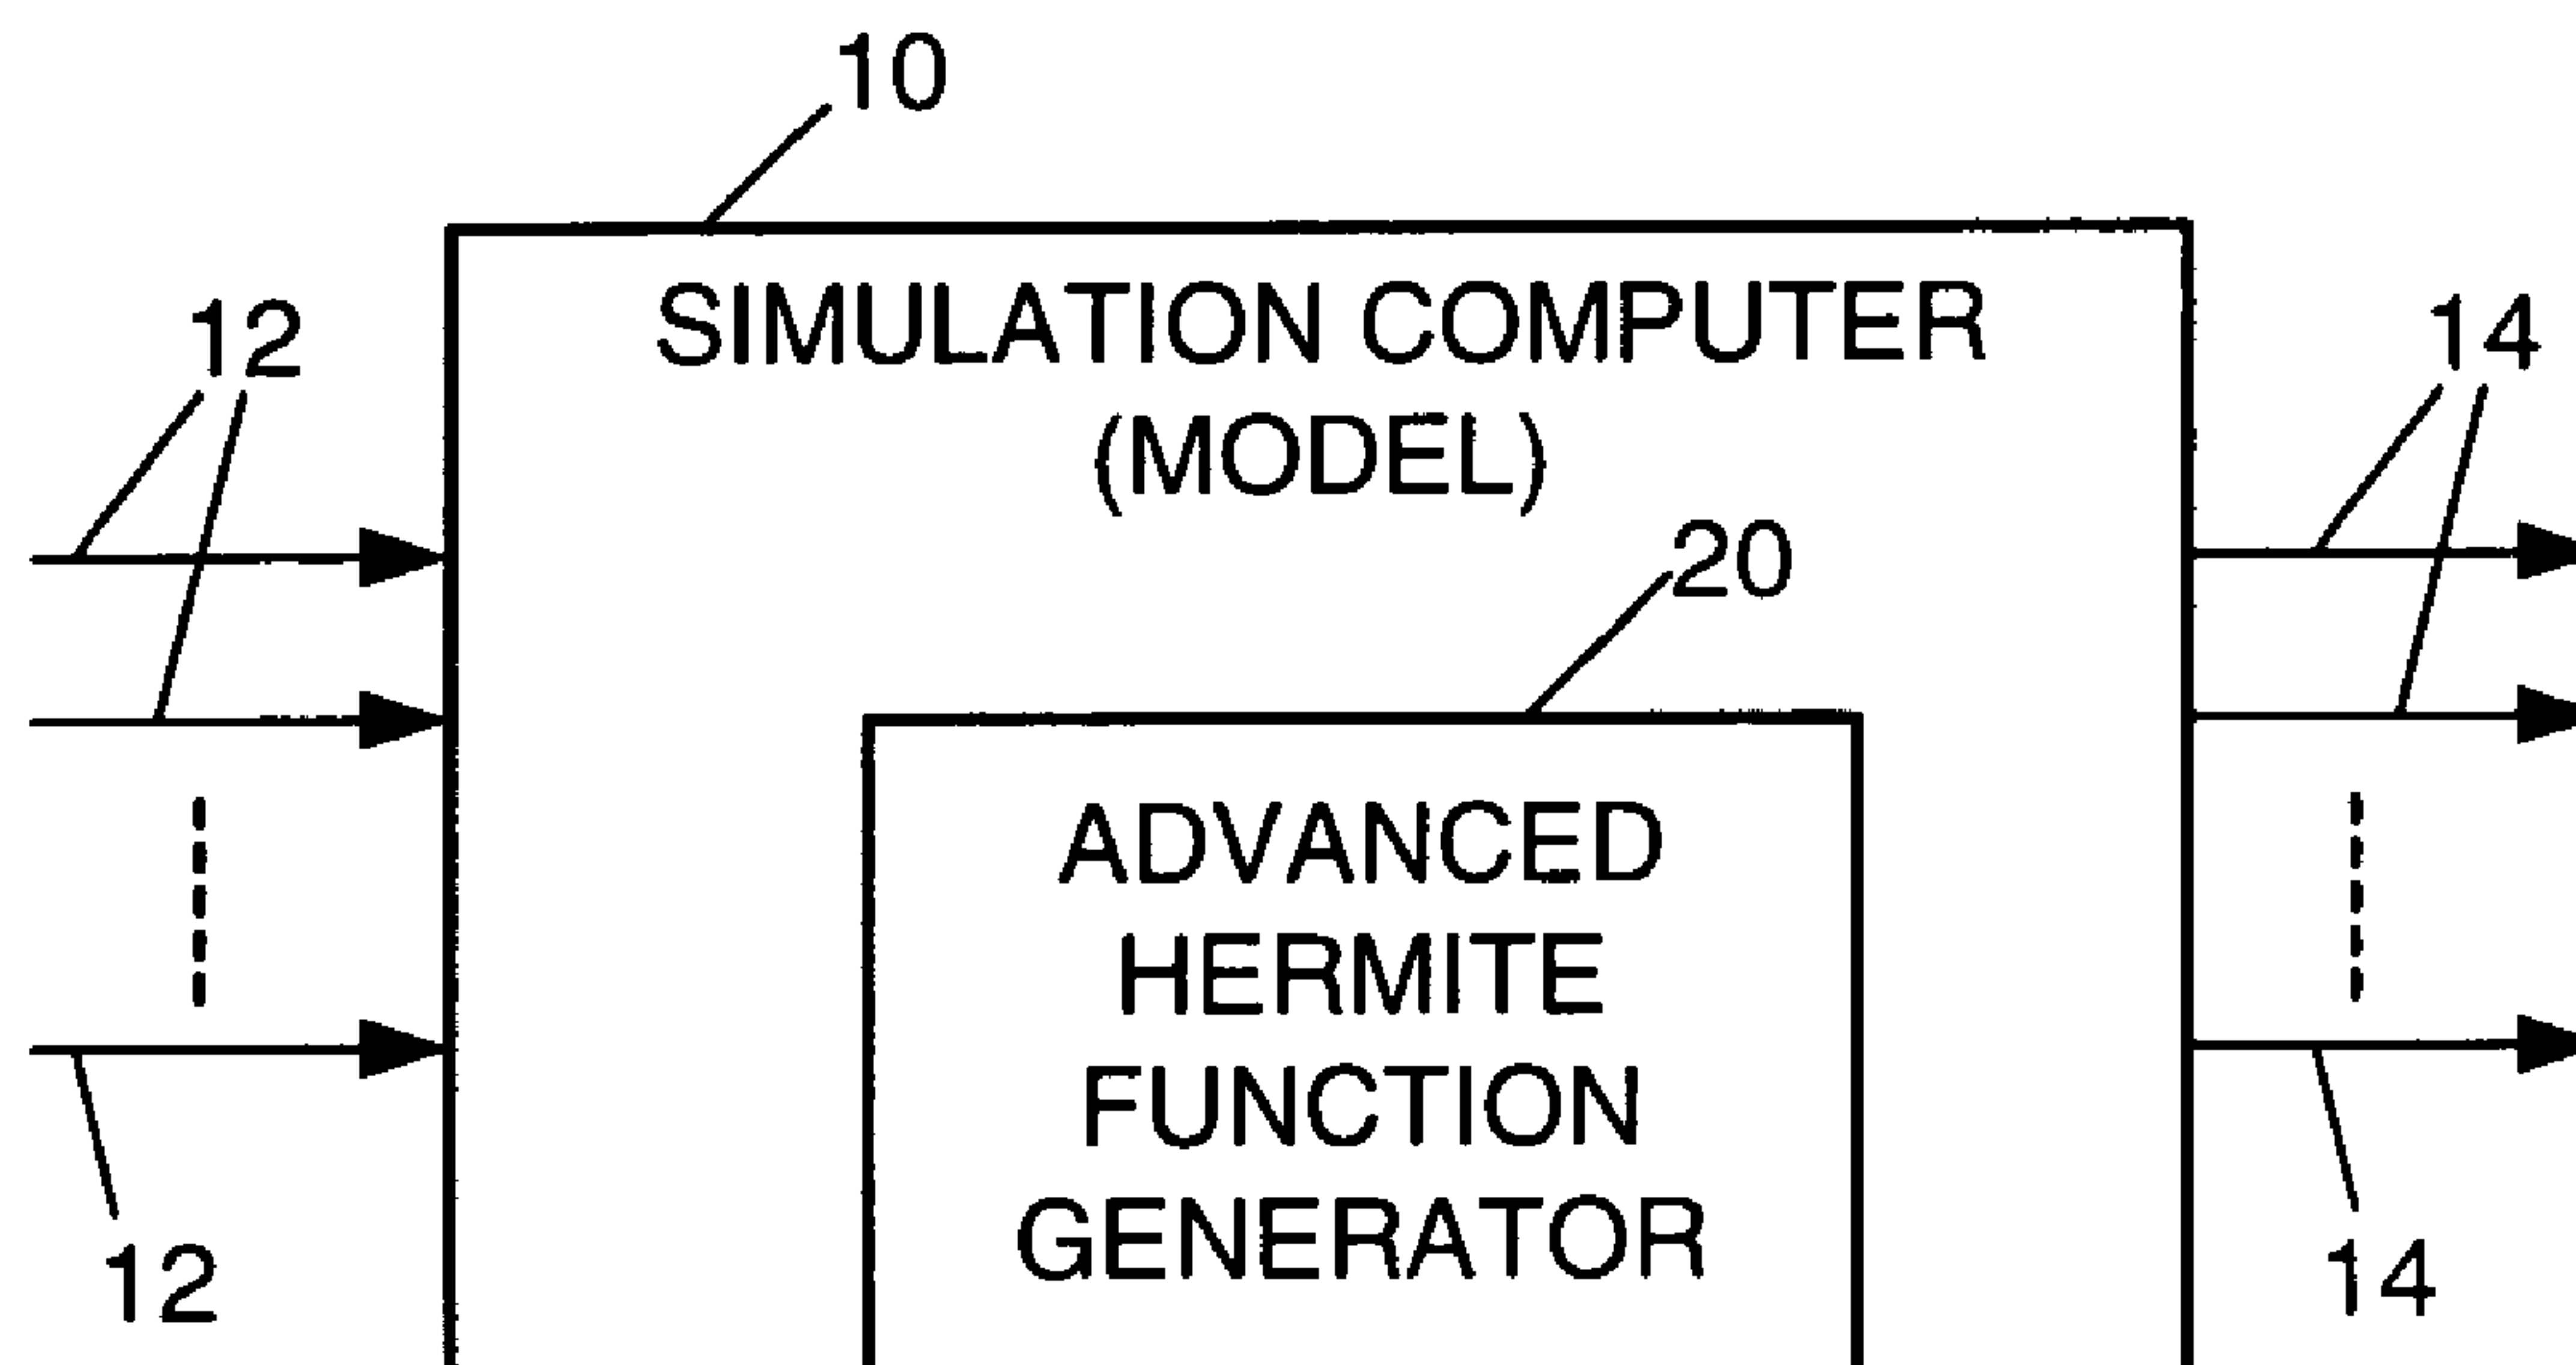 10
SIMULATION COMPUTER
(MODEL)
12
14
20
ADVANCED
HERMITE
FUNCTION
GENERATOR
12
14